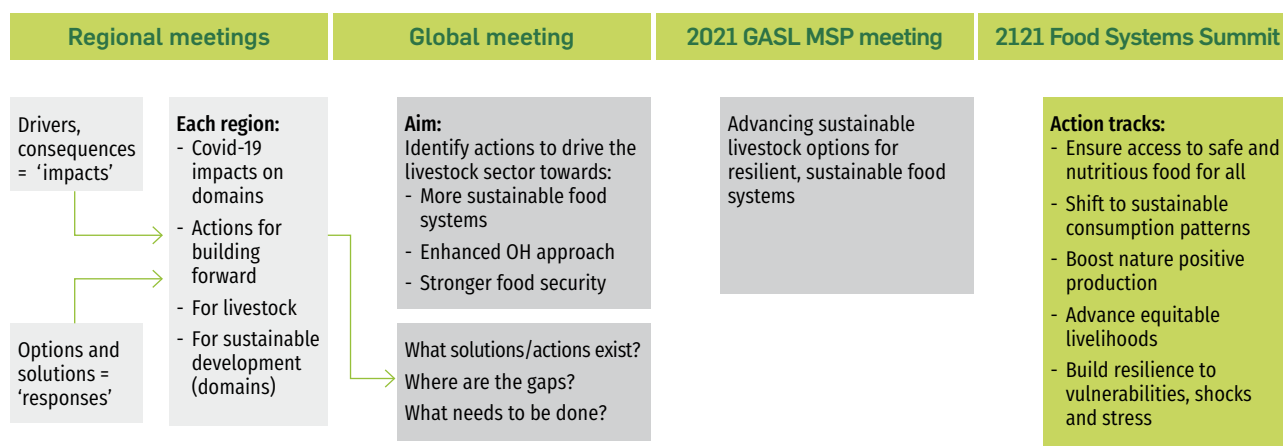 Regional meetings
Global meeting
2021 GASL MSP meeting
2121 Food Systems Summit
Drivers,
consequences
= ‘impacts’
Options and
solutions =
‘responses’
Each region:
- Covid-19
impacts on
domains
- Actions for
building
forward
- For livestock
- For sustainable
development
(domains)
Aim:
Identify actions to drive the
livestock sector towards:
- More sustainable food
systems
- Enhanced OH approach
- Stronger food security
What solutions/actions exist?
Where are the gaps?
What needs to be done?
Advancing sustainable
livestock options for
resilient, sustainable food
systems
Action tracks:
- Ensure access to safe and
nutritious food for all
- Shift to sustainable
consumption patterns
- Boost nature positive
production
- Advance equitable
livelihoods
- Build resilience to
vulnerabilities, shocks
and stress